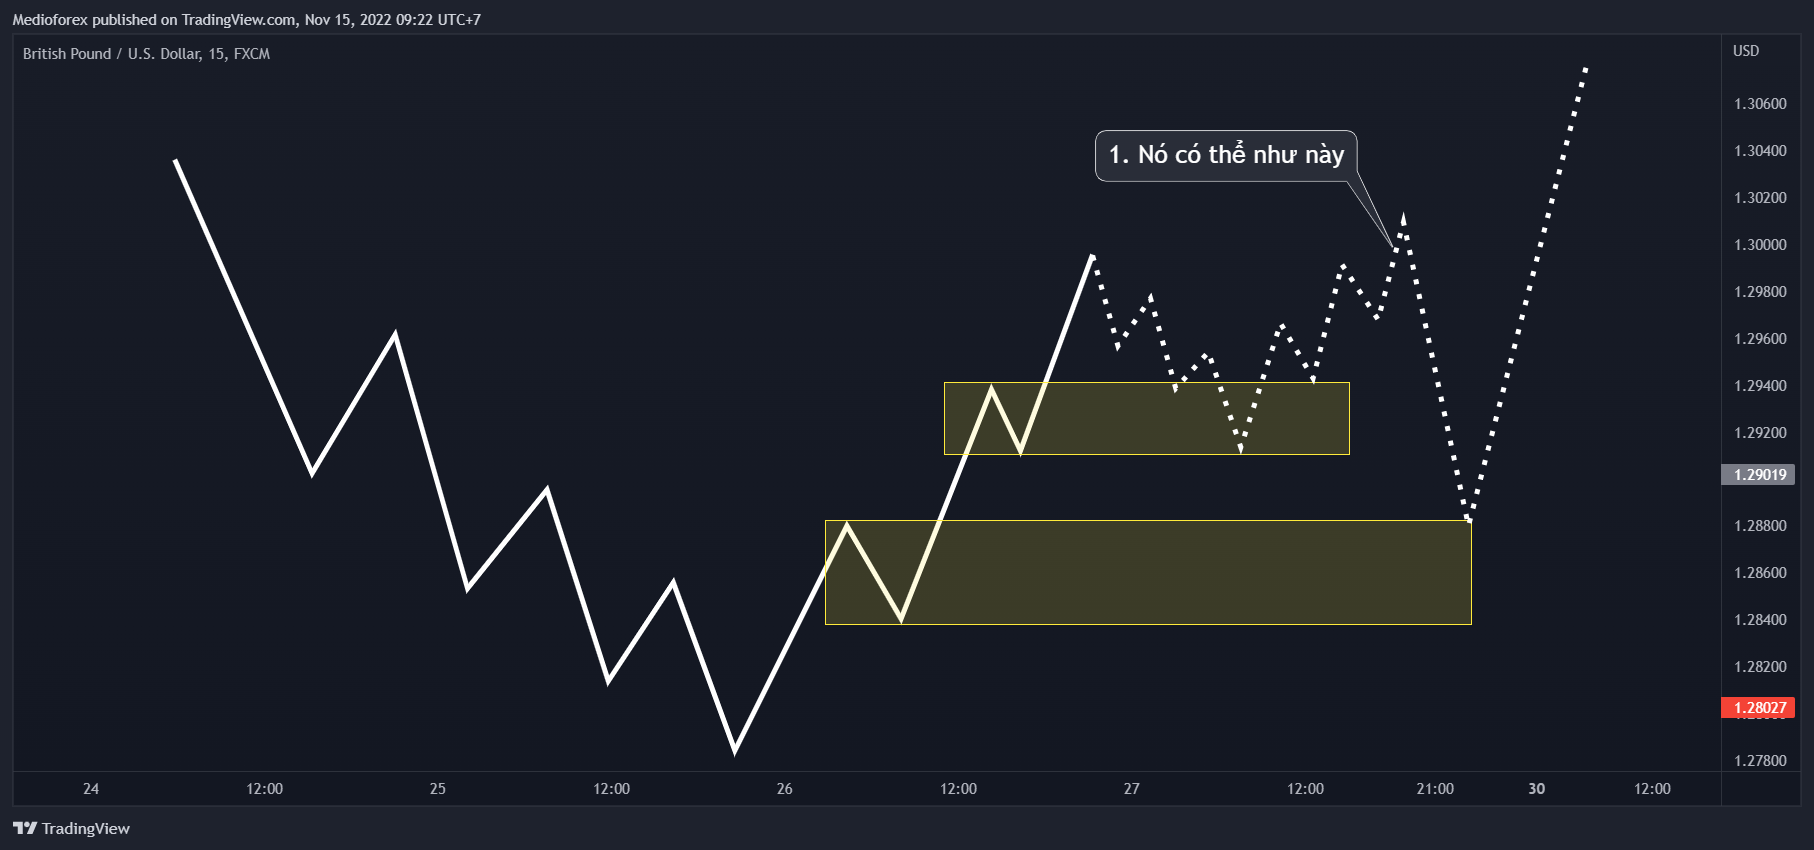 Medioforex published on TradingView.com, Nov 15, 2022 09:22 UTC+7
British Pound / U.S. Dollar, 15, FXCM
USD
1. Nó có thể như này
1.30600
1.30400
1.30200
1.30000
1.29800
1.29600
1.29400
1.29200
1.29019
1.28800
1.28600
1.28400
1.28200
1.28027
1.27800
24 12:00 25 12:00 26 12:00 27 12:00 21:00 30 12:00
TradingView